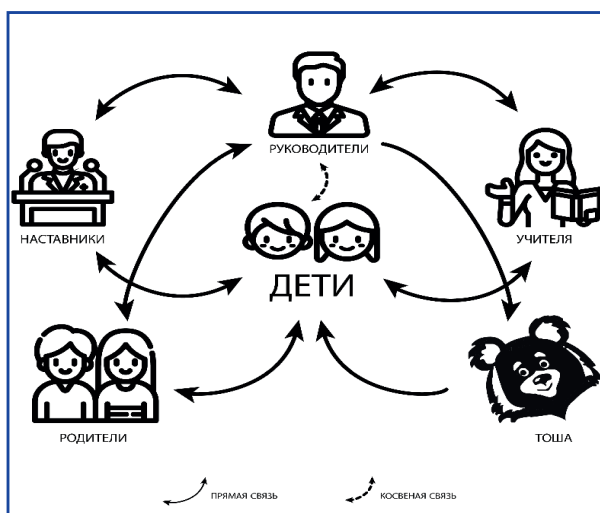 РУКОВОДИТЕЛИ
НАСТАВНИКИ
УЧИТЕЛЯ
ДЕТИ
РОДИТЕЛИ
ТОША
ПРЯМАЯ СВЯЗЬ
КОСВЕНАЯ СВЯЗЬ